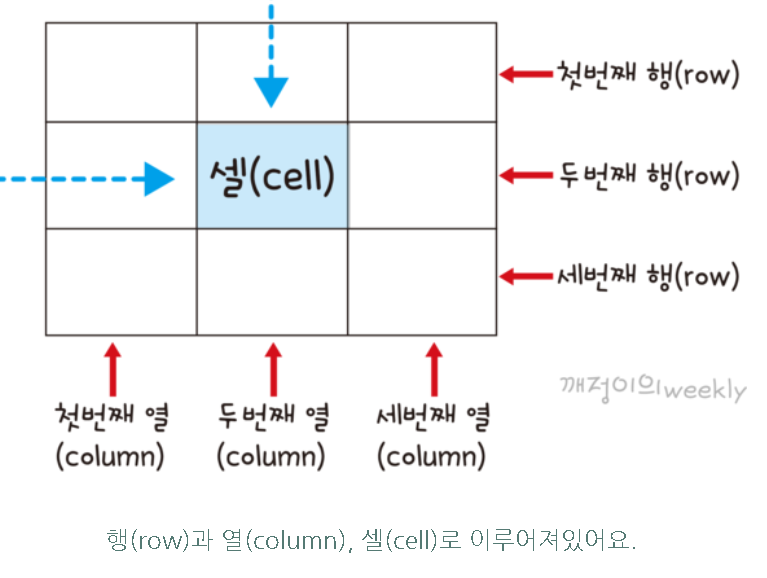 첫번째 행(row)
셀(cell)
두번째 행(row)
세번째 행(row)
깨정이의weekly
첫번째 열
(column)
두번째 열
(column)
세번째 열
(column)
행(row)과 열(column), 셀(cell)로 이루어져있어요.